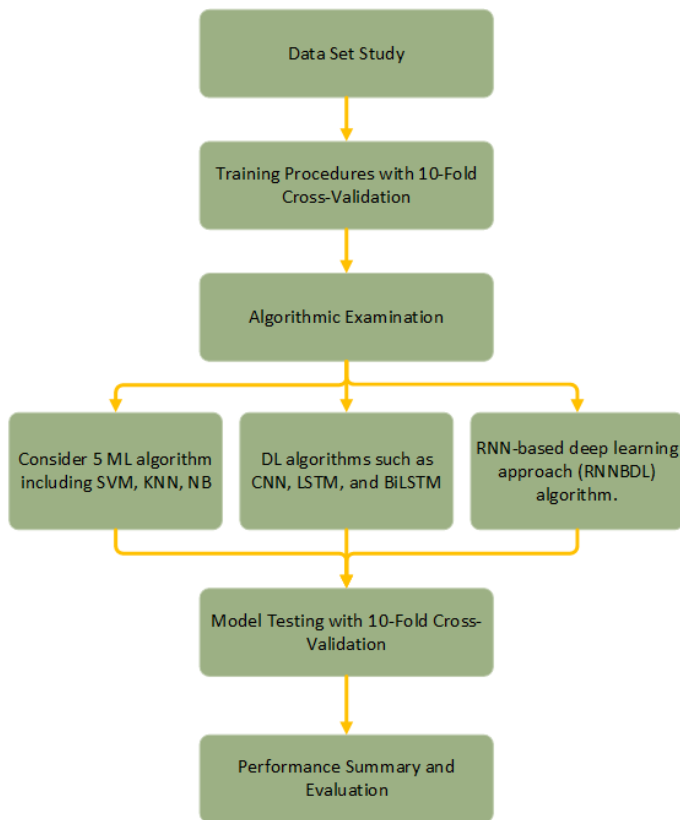 Data Set Study
Training Procedures with 10-Fold
Cross-Validation
Algorithmic Examination
Consider 5 ML algorithm
including SVM, KNN, NB
DL algorithms such as
CNN, LSTM, and BiLSTM
RNN-based deep learning
approach (RNNBDL)
algorithm.
Model Testing with 10-Fold Cross-
Validation
Performance Summary and
Evaluation